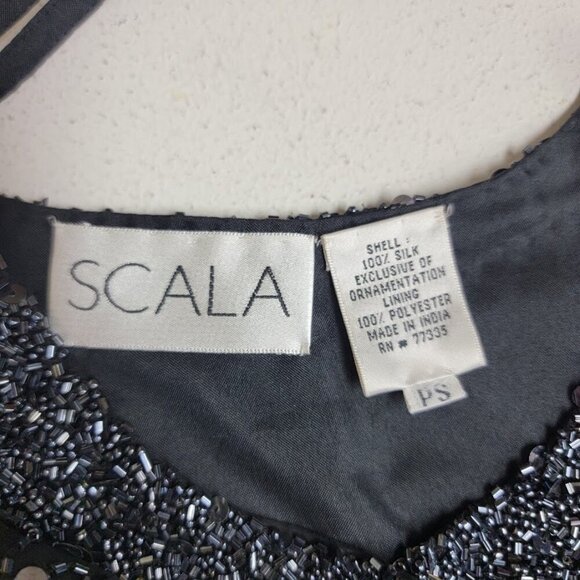 SCALA
SHELL:
100% SILK
EXCLUSIVE OF
ORNAMENTATION
LINING
100% POLYESTER
MADE IN INDIA
RN # 77335
PS